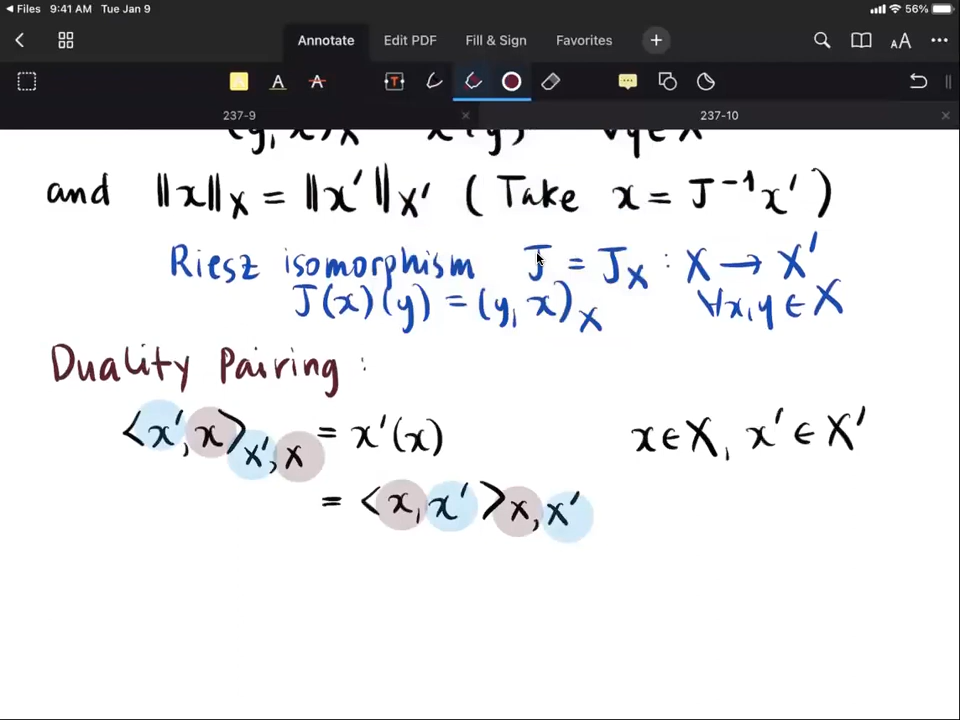 Files 9:41 AM Tue Jan 9 56%
Annotate Edit PDF Fill & Sign Favorites
237-9 237-10
and ‖x‖_X = ‖x'‖_X' ( Take x = J⁻¹x' )
Riesz isomorphism J = J_X : X → X'
J(x)(y) = (y, x)_X ∀x,y ∈ X
Duality Pairing :
<x', x>_X', X = x'(x) x ∈ X, x' ∈ X'
= <x, x'>_X, X'